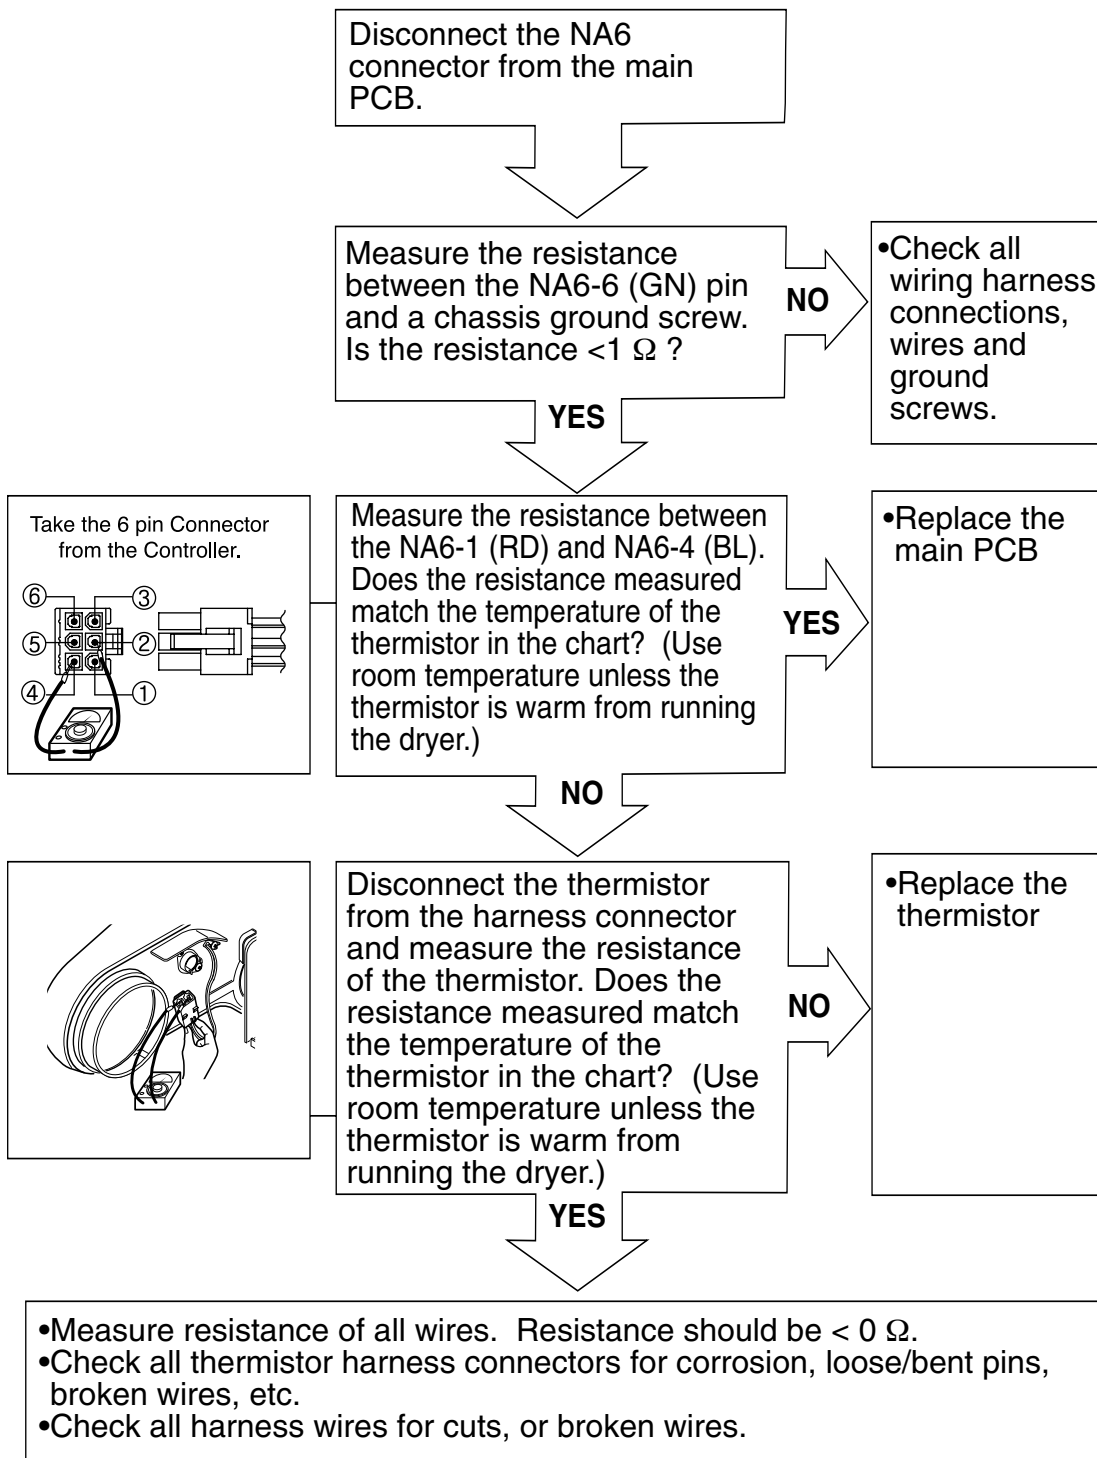 Disconnect the NA6
connector from the main
PCB.
Measure the resistance
between the NA6-6 (GN) pin
and a chassis ground screw.
Is the resistance <1 Ω ?
NO
•Check all
wiring harness
connections,
wires and
ground
screws.
YES
Take the 6 pin Connector
from the Controller.
⑥
③
⑤
②
④
①
Measure the resistance between
the NA6-1 (RD) and NA6-4 (BL).
Does the resistance measured
match the temperature of the
thermistor in the chart? (Use
room temperature unless the
thermistor is warm from running
the dryer.)
YES
•Replace the
main PCB
NO
Disconnect the thermistor
from the harness connector
and measure the resistance
of the thermistor. Does the
resistance measured match
the temperature of the
thermistor in the chart? (Use
room temperature unless the
thermistor is warm from
running the dryer.)
NO
•Replace the
thermistor
YES
•Measure resistance of all wires. Resistance should be < 0 Ω.
•Check all thermistor harness connectors for corrosion, loose/bent pins,
broken wires, etc.
•Check all harness wires for cuts, or broken wires.